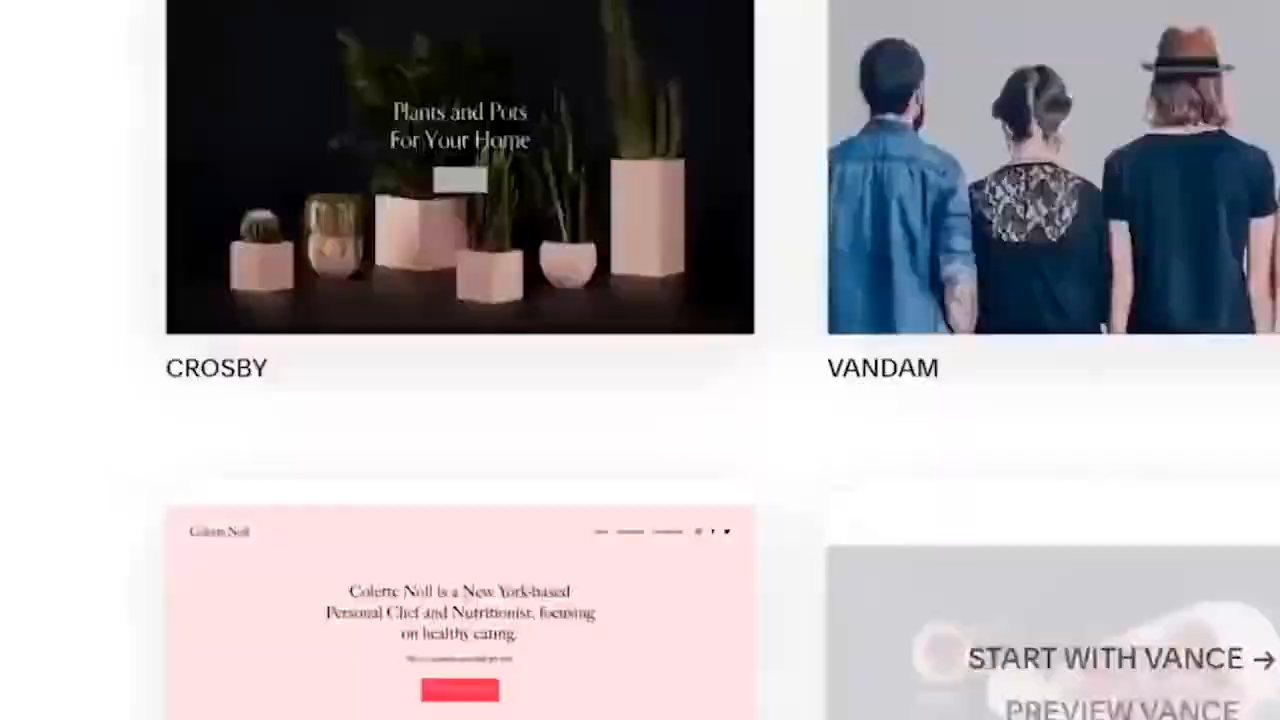 Plants and Pots
For Your Home
CROSBY
VANDAM
Colette Noll
Colette Noll is a New York-based
Personal Chef and Nutritionist, focusing
on healthy eating.
START WITH VANCE →
PREVIEW VANCE